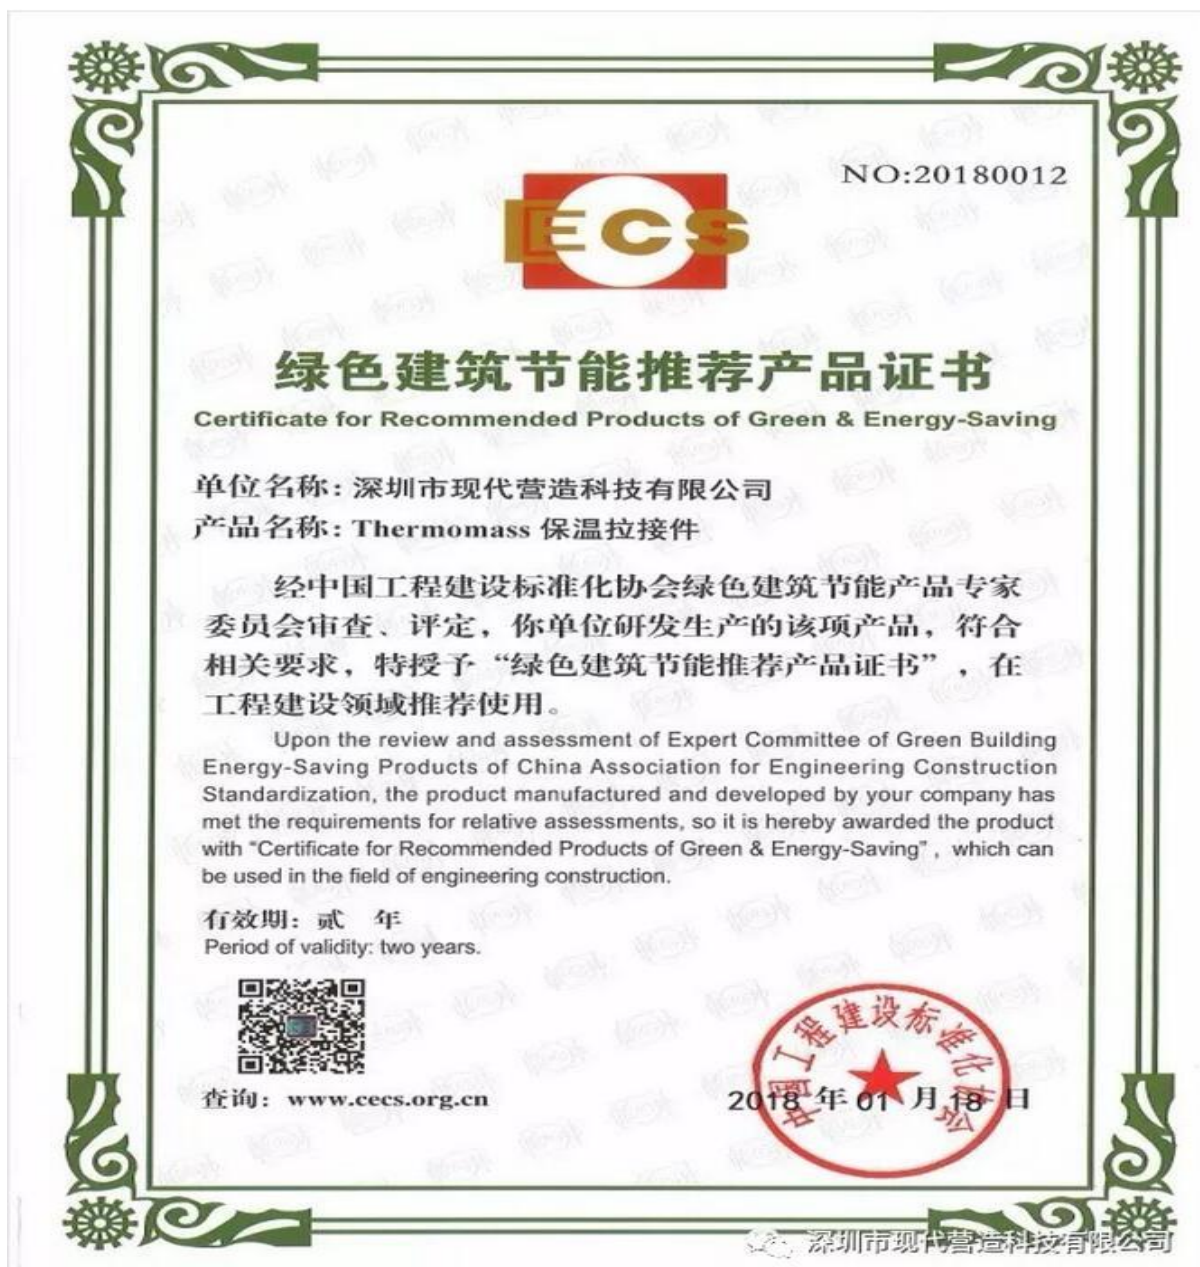 NO:20180012
ECS
绿色建筑节能推荐产品证书
Certificate for Recommended Products of Green & Energy-Saving
单位名称: 深圳市现代营造科技有限公司
产品名称: Thermomass 保温拉接件
经中国工程建设标准化协会绿色建筑节能产品专家
委员会审查、评定，你单位研发生产的该项产品，符合
相关要求，特授予“绿色建筑节能推荐产品证书”，在
工程建设领域推荐使用。
Upon the review and assessment of Expert Committee of Green Building
Energy-Saving Products of China Association for Engineering Construction
Standardization, the product manufactured and developed by your company has
met the requirements for relative assessments, so it is hereby awarded the product
with “Certificate for Recommended Products of Green & Energy-Saving”, which can
be used in the field of engineering construction.
有效期: 贰 年
Period of validity: two years.
中国工程建设标准化协会
查询: www.cecs.org.cn
2018 年 01 月 18 日
深圳市现代营造科技有限公司